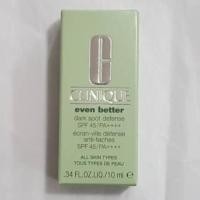 CLINIQUE
even better
dark spot defense
SPF 45/PA++++
écran-ville défense
anti-taches
SPF 45/PA++++
ALL SKIN TYPES
TOUS TYPES DE PEAU
.34 FL.OZ.LIQ./10 ml e